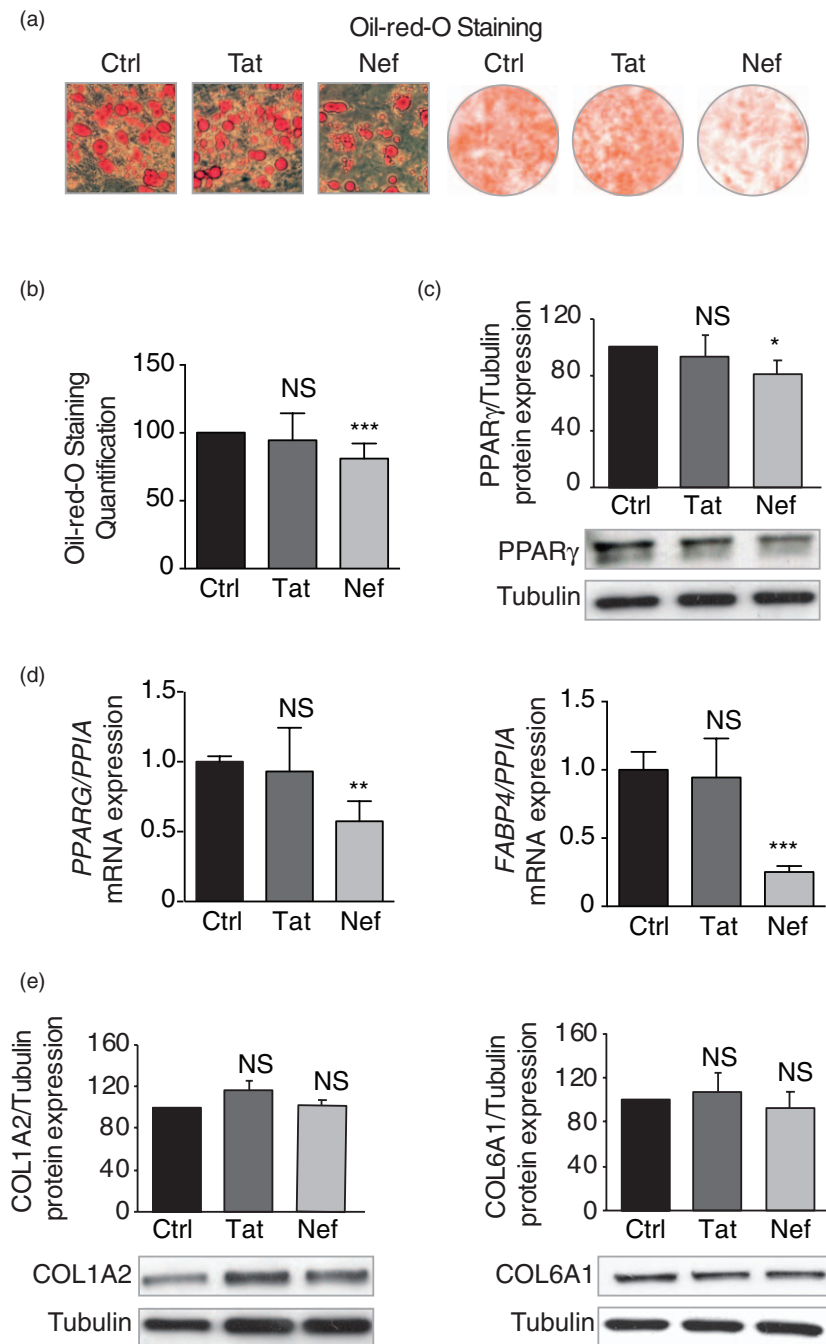 (a)
Oil-red-O Staining
Ctrl Tat Nef Ctrl Tat Nef
(b)
Oil-red-O Staining
Quantification
150
100
50
0
NS
***
Ctrl Tat Nef
(c)
PPARγ/Tubulin
protein expression
120
80
40
0
NS
*
Ctrl Tat Nef
PPARγ
Tubulin
(d)
PPARG/PPIA
mRNA expression
1.5
1.0
0.5
0
NS
**
Ctrl Tat Nef
FABP4/PPIA
mRNA expression
1.5
1.0
0.5
0
NS
***
Ctrl Tat Nef
(e)
COL1A2/Tubulin
protein expression
160
120
80
40
0
NS
NS
Ctrl Tat Nef
COL1A2
Tubulin
COL6A1/Tubulin
protein expression
160
120
80
40
0
NS
NS
Ctrl Tat Nef
COL6A1
Tubulin